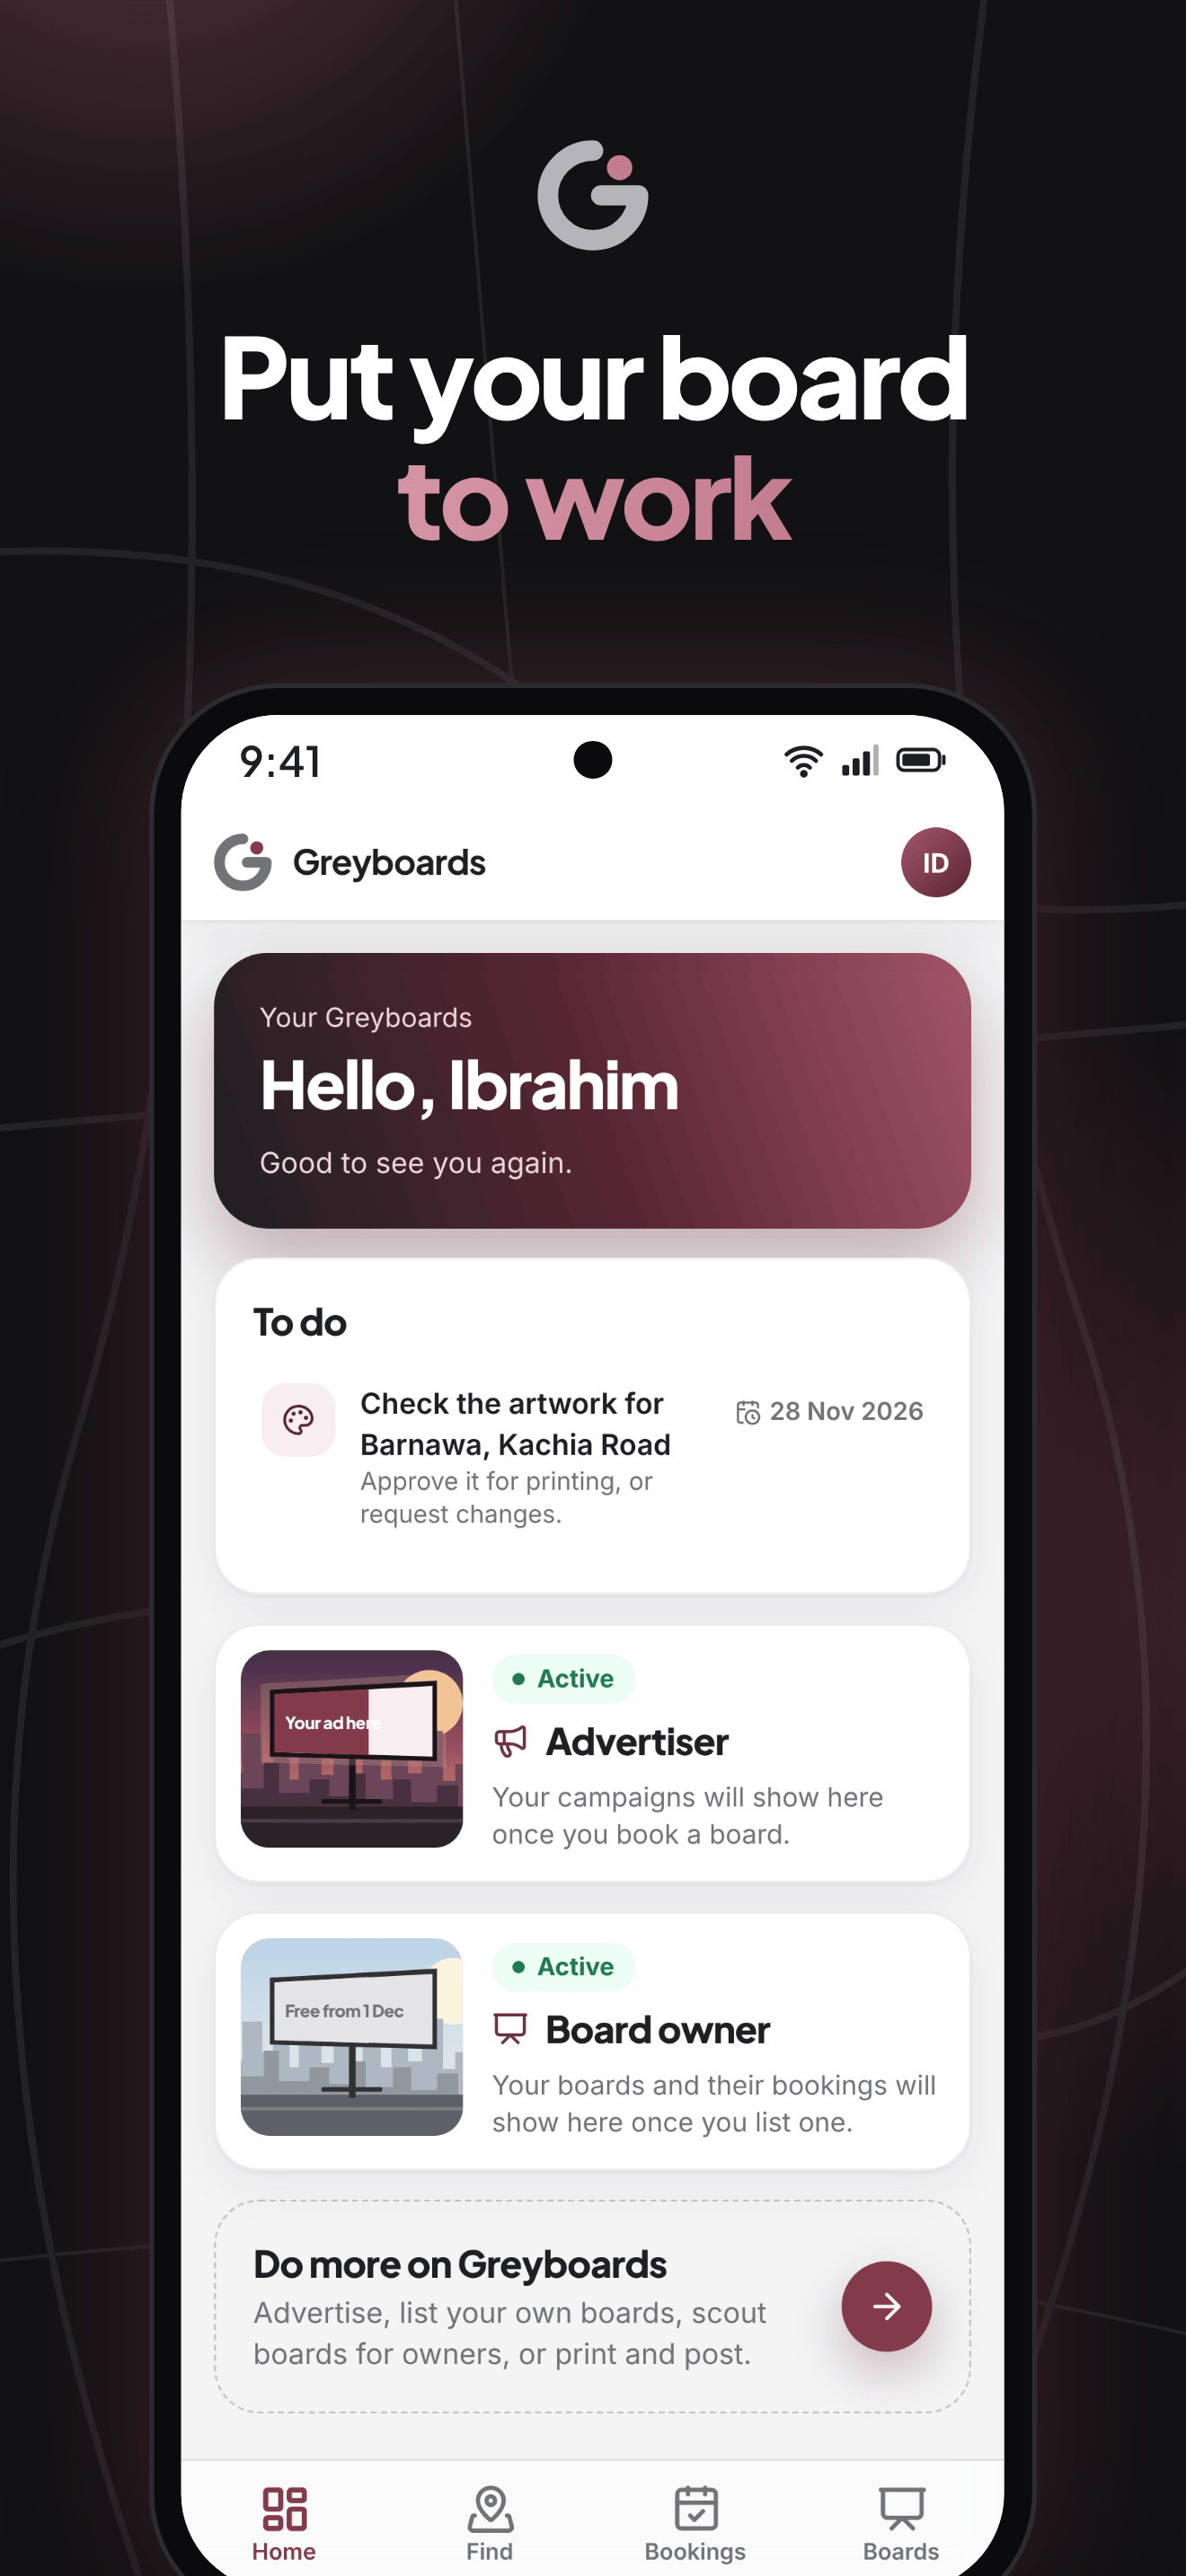 Put your board
to work
9:41
Greyboards
ID
Your Greyboards
Hello, Ibrahim
Good to see you again.
To do
Check the artwork for
Barnawa, Kachia Road
28 Nov 2026
Approve it for printing, or
request changes.
Your ad here
Active
Advertiser
Your campaigns will show here
once you book a board.
Free from 1 Dec
Active
Board owner
Your boards and their bookings will
show here once you list one.
Do more on Greyboards
Advertise, list your own boards, scout
boards for owners, or print and post.
Home
Find
Bookings
Boards